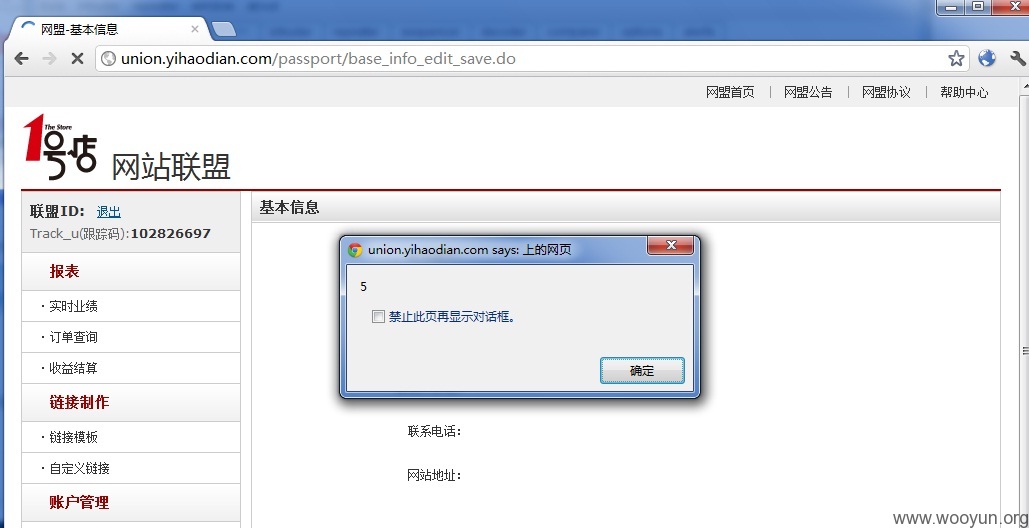 网盟-基本信息
union.yihaodian.com/passport/base_info_edit_save.do
网盟首页 | 网盟公告 | 网盟协议 | 帮助中心
The Store
1号店 网站联盟
联盟ID: 退出
Track_u(跟踪码):102826697
基本信息
报表
· 实时业绩
· 订单查询
· 收益结算
链接制作
· 链接模板
· 自定义链接
账户管理
union.yihaodian.com says: 上的网页
5
禁止此页再显示对话框。
确定
联系电话:
网站地址:
www.wooyun.org